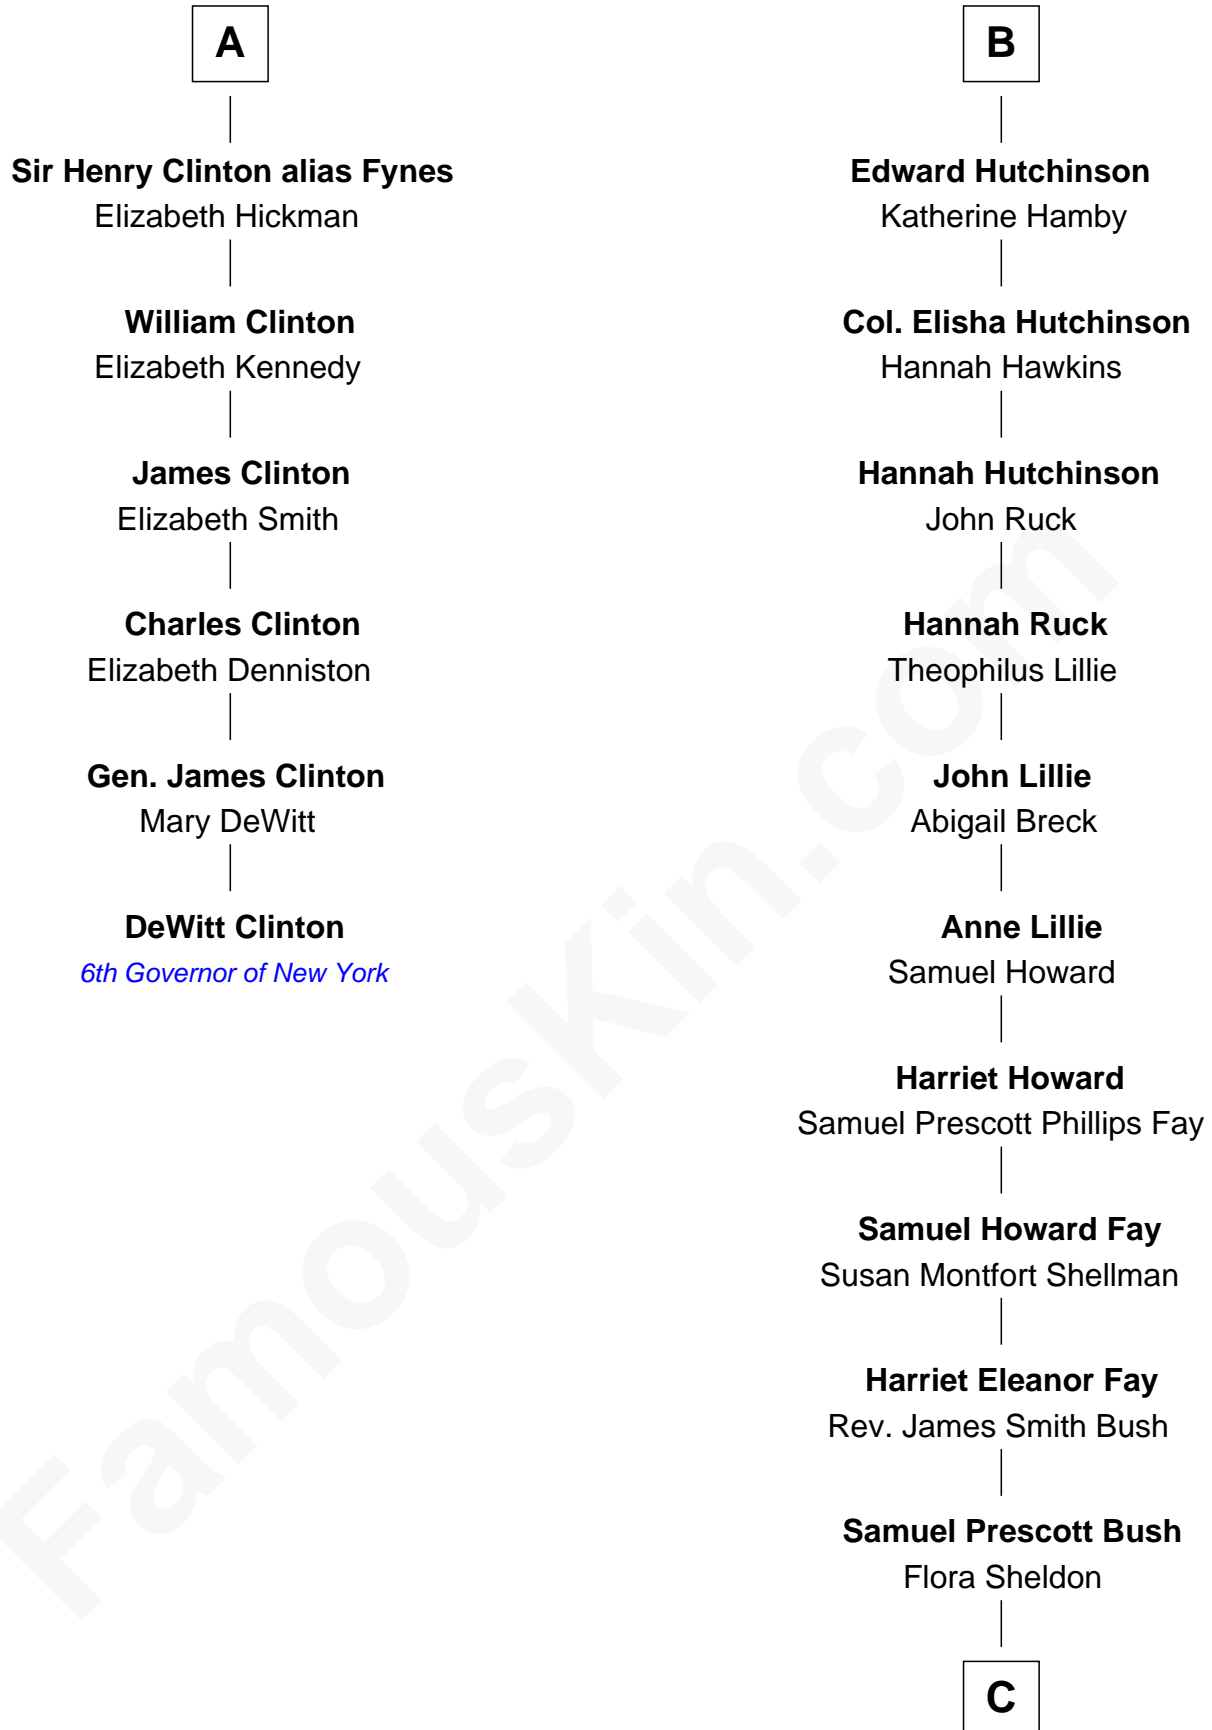 A
Sir Henry Clinton alias Fynes
Elizabeth Hickman
William Clinton
Elizabeth Kennedy
James Clinton
Elizabeth Smith
Charles Clinton
Elizabeth Denniston
Gen. James Clinton
Mary DeWitt
DeWitt Clinton
6th Governor of New York
B
Edward Hutchinson
Katherine Hamby
Col. Elisha Hutchinson
Hannah Hawkins
Hannah Hutchinson
John Ruck
Hannah Ruck
Theophilus Lillie
John Lillie
Abigail Breck
Anne Lillie
Samuel Howard
Harriet Howard
Samuel Prescott Phillips Fay
Samuel Howard Fay
Susan Montfort Shellman
Harriet Eleanor Fay
Rev. James Smith Bush
Samuel Prescott Bush
Flora Sheldon
C
FamousKin.com